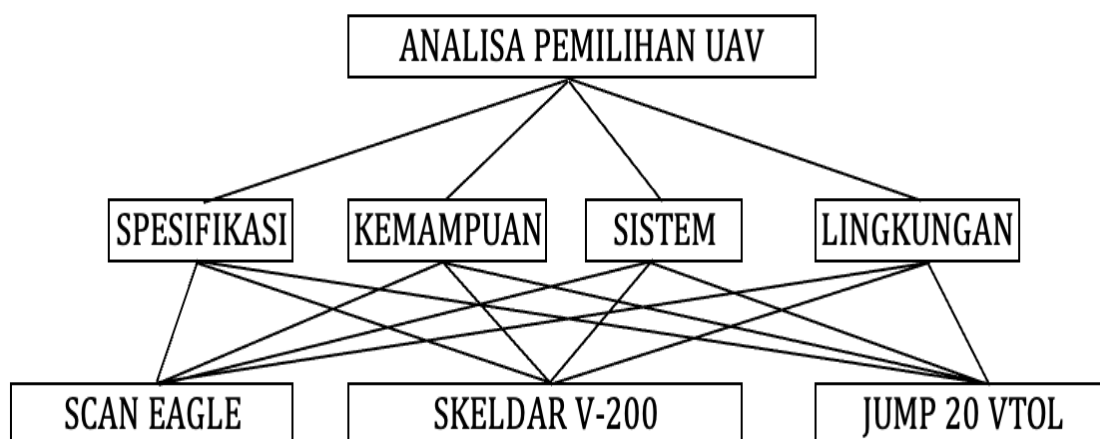 ANALISA PEMILIHAN UAV
SPESIFIKASI
KEMAMPUAN
SISTEM
LINGKUNGAN
SCAN EAGLE
SKELDAR V-200
JUMP 20 VTOL